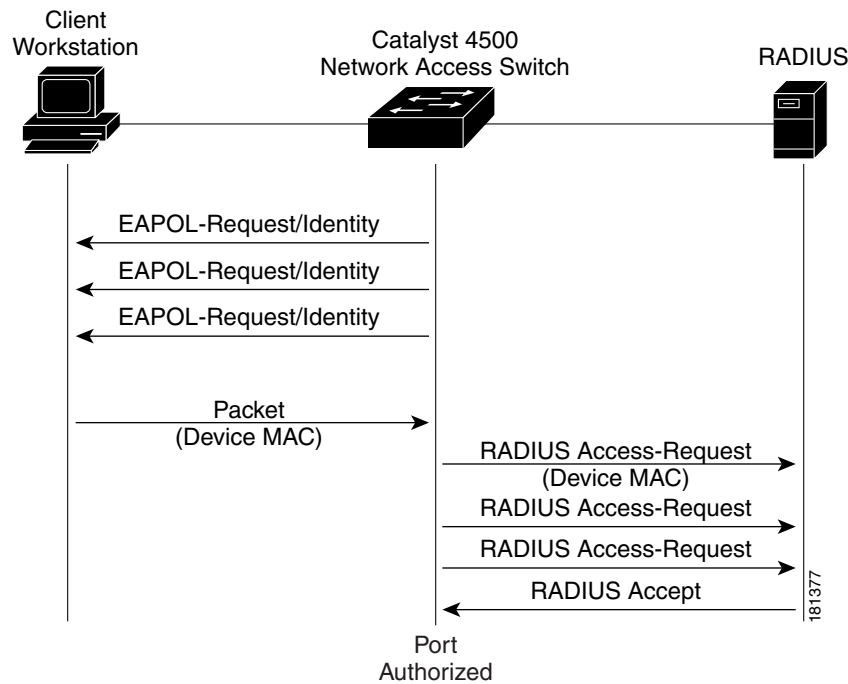 Client
Workstation
Catalyst 4500
Network Access Switch
RADIUS
EAPOL-Request/Identity
EAPOL-Request/Identity
EAPOL-Request/Identity
Packet
(Device MAC)
RADIUS Access-Request
(Device MAC)
RADIUS Access-Request
RADIUS Access-Request
RADIUS Accept
181377
Port
Authorized